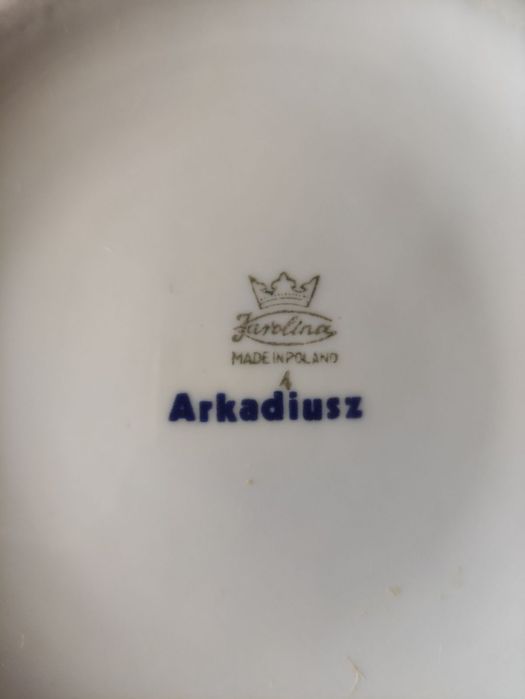 Karolina
MADE IN POLAND
4
Arkadiusz